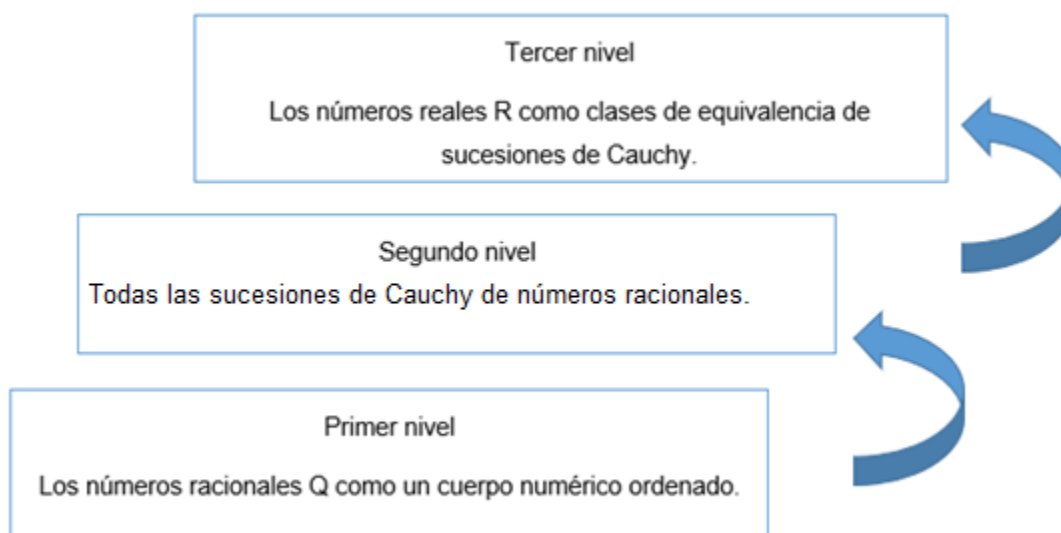 Tercer nivel
Los números reales R como clases de equivalencia de
sucesiones de Cauchy.
Segundo nivel
Todas las sucesiones de Cauchy de números racionales.
Primer nivel
Los números racionales Q como un cuerpo numérico ordenado.